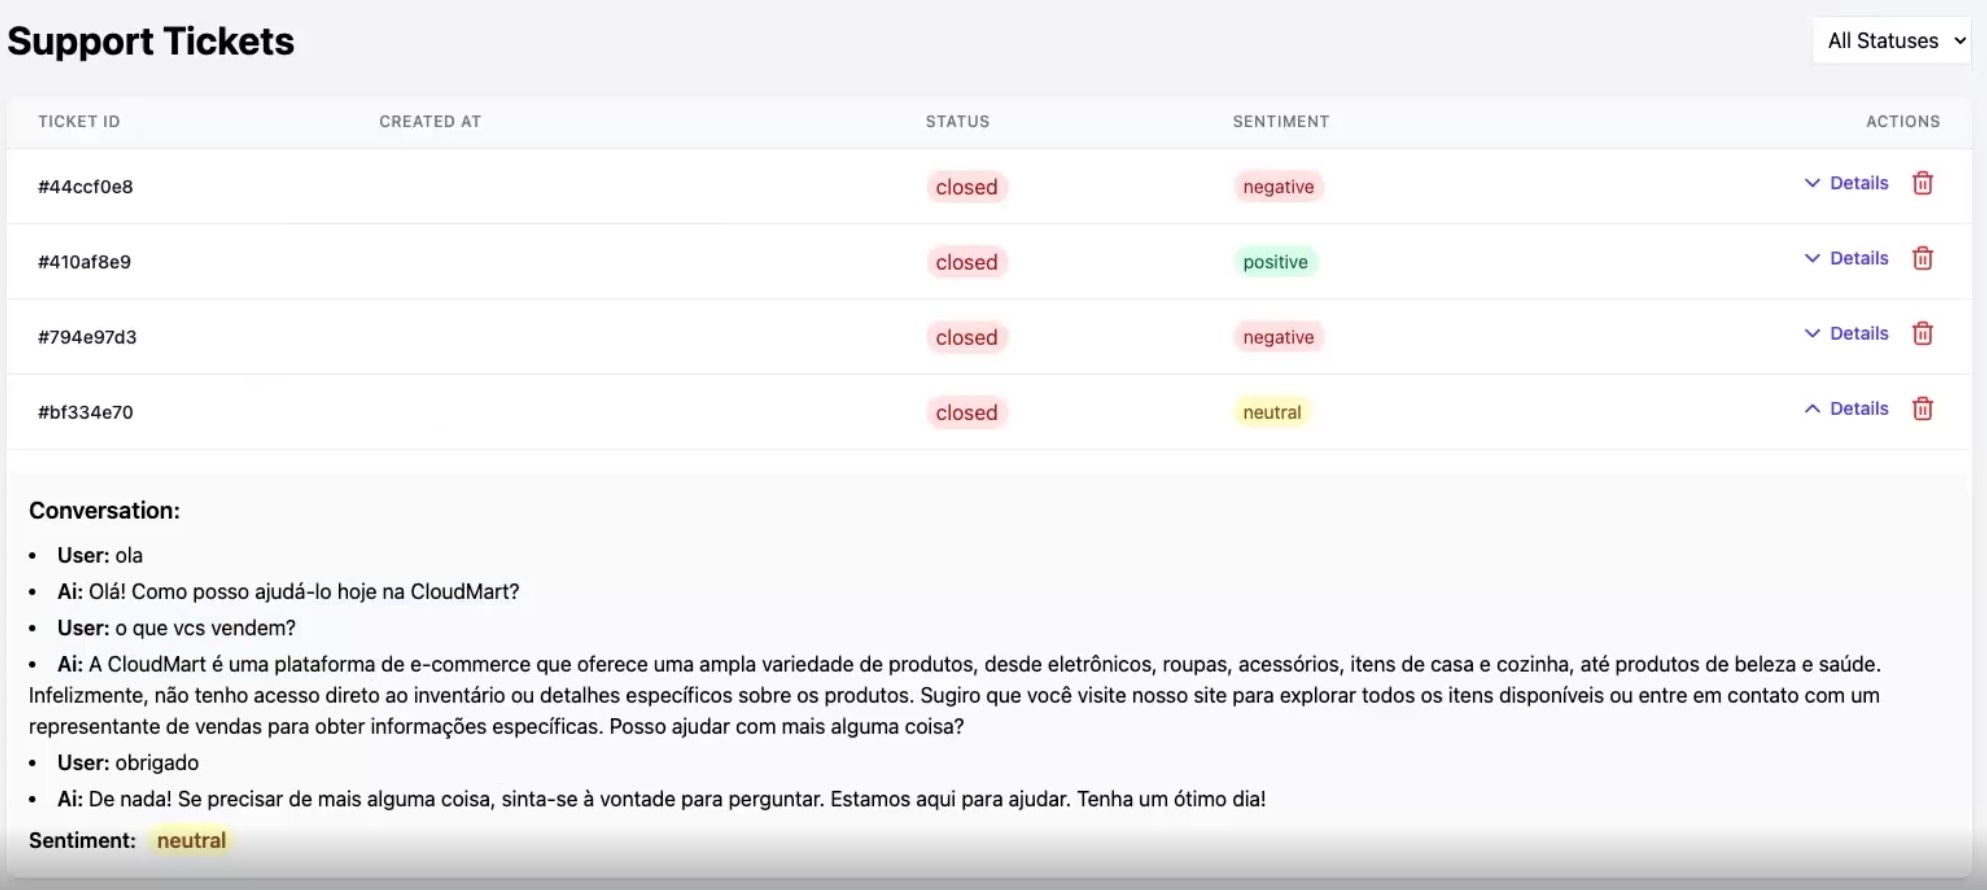 Support Tickets
All Statuses
TICKET ID CREATED AT STATUS SENTIMENT ACTIONS
#44ccf0e8 closed negative Details
#410af8e9 closed positive Details
#794e97d3 closed negative Details
#bf334e70 closed neutral Details
Conversation:
• User: ola
• Ai: Olá! Como posso ajudá-lo hoje na CloudMart?
• User: o que vcs vendem?
• Ai: A CloudMart é uma plataforma de e-commerce que oferece uma ampla variedade de produtos, desde eletrônicos, roupas, acessórios, itens de casa e cozinha, até produtos de beleza e saúde.
Infelizmente, não tenho acesso direto ao inventário ou detalhes específicos sobre os produtos. Sugiro que você visite nosso site para explorar todos os itens disponíveis ou entre em contato com um
representante de vendas para obter informações específicas. Posso ajudar com mais alguma coisa?
• User: obrigado
• Ai: De nada! Se precisar de mais alguma coisa, sinta-se à vontade para perguntar. Estamos aqui para ajudar. Tenha um ótimo dia!
Sentiment: neutral